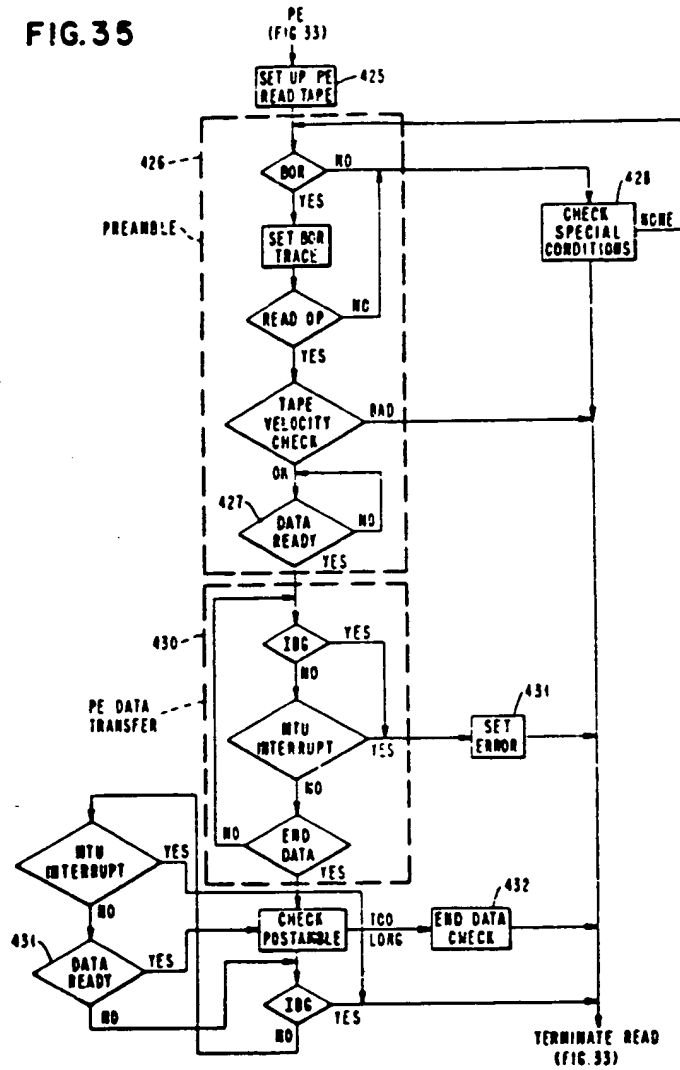 FIG.35
PE
(FIG 33)
SET UP PE
READ TAPE
425
426
BOR
NO
YES
428
CHECK
SPECIAL
CONDITIONS
NONE
PREAMBLE
SET BOR
TRACE
READ OP
NO
YES
TAPE
VELOCITY
CHECK
BAD
OK
427
DATA
READY
NO
YES
430
IBG
YES
NO
PE DATA
TRANSFER
MTU
INTERRUPT
YES
431
SET
ERROR
NO
END
DATA
NO
YES
MTU
INTERRUPT
YES
NO
CHECK
POSTAMBLE
TOO
LONG
432
END DATA
CHECK
434
DATA
READY
YES
NO
IBG
YES
NO
TERMINATE READ
(FIG.33)